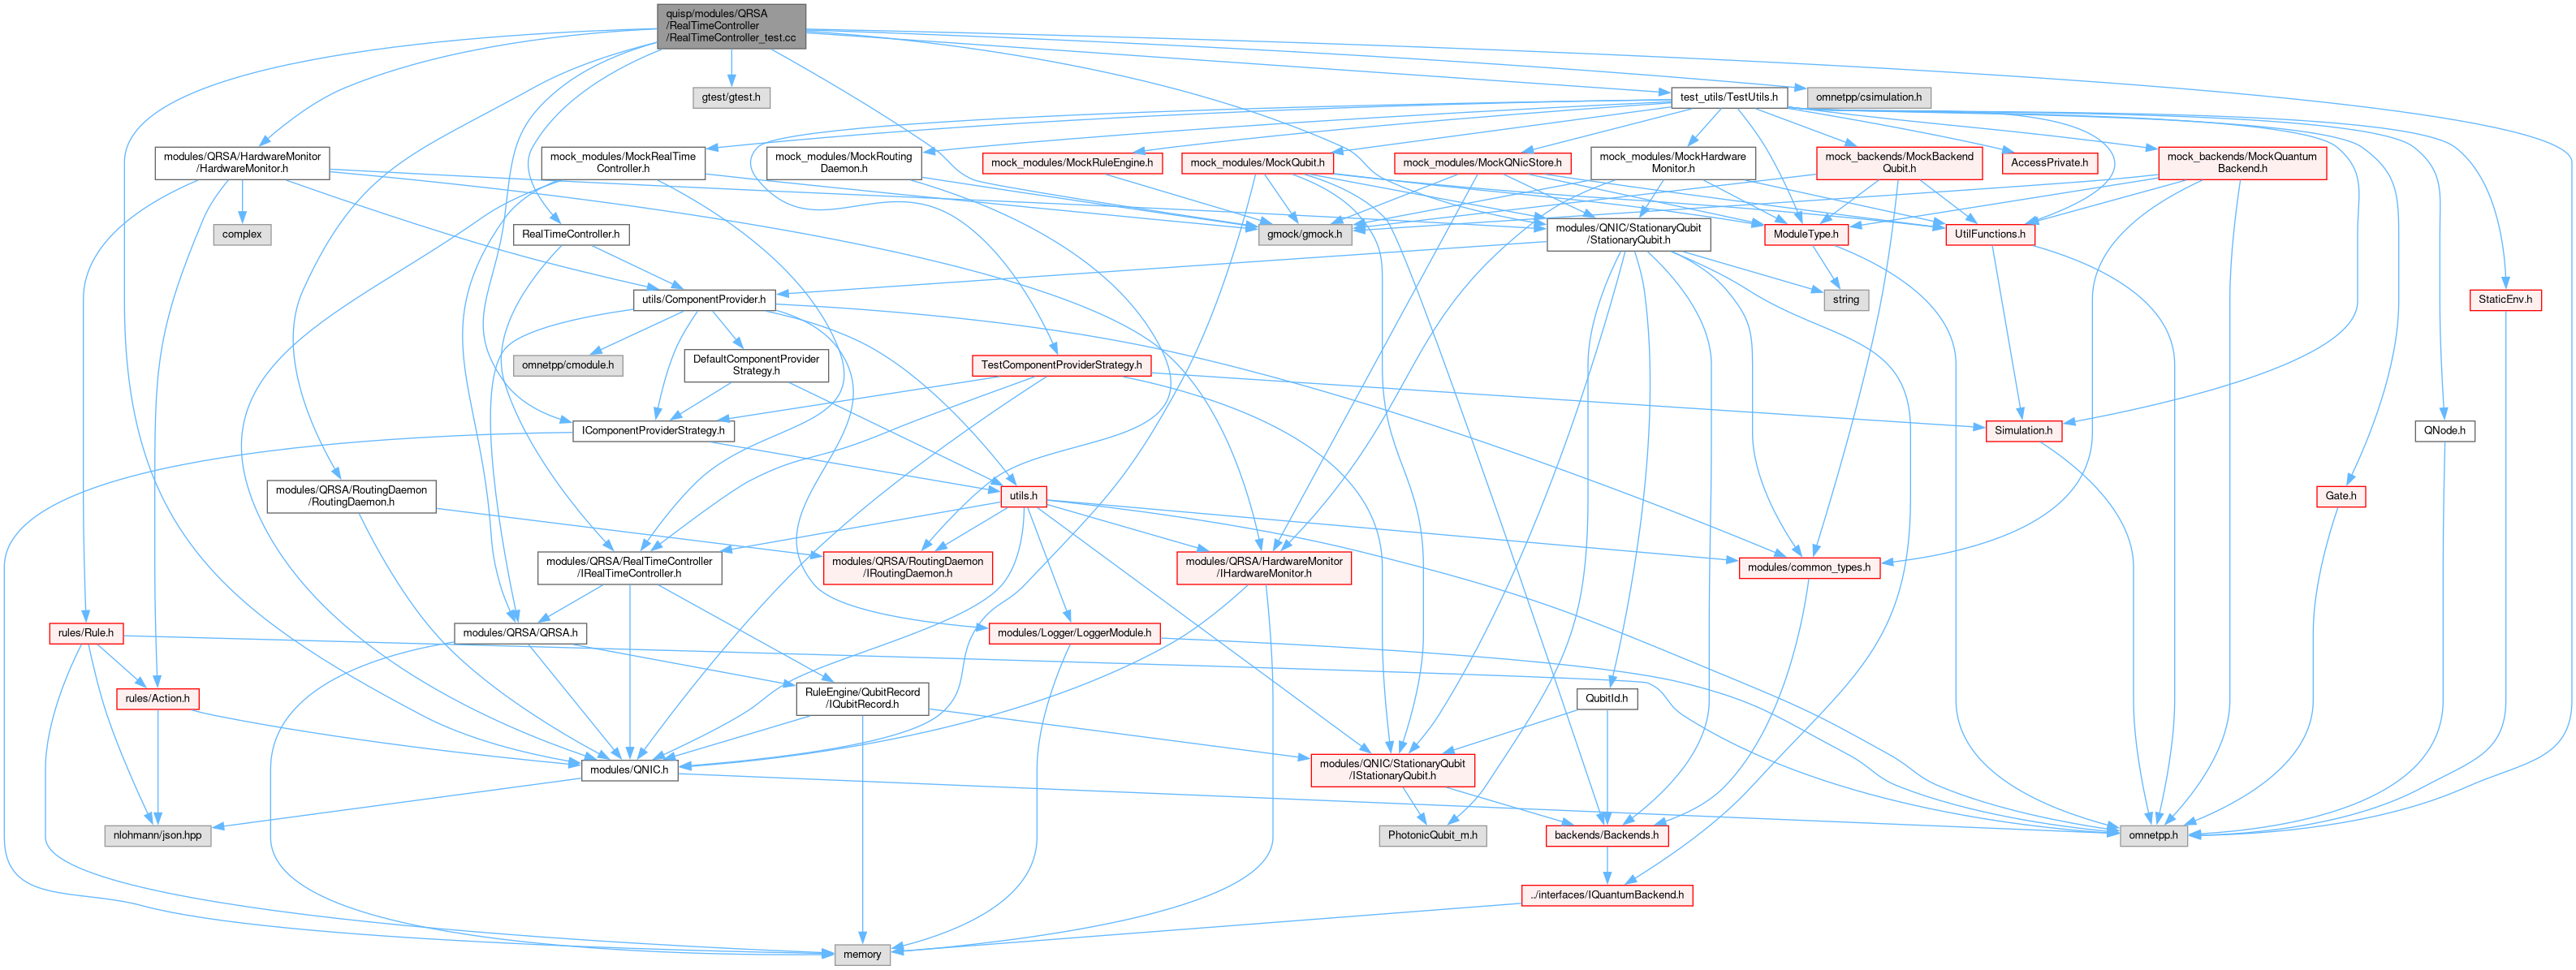 quisp/modules/QRSA
/RealTimeController
/RealTimeController_test.cc
gtest/gtest.h
test_utils/TestUtils.h
omnetpp/csimulation.h
modules/QRSA/HardwareMonitor
/HardwareMonitor.h
mock_modules/MockRealTime
Controller.h
mock_modules/MockRouting
Daemon.h
mock_modules/MockRuleEngine.h
mock_modules/MockQubit.h
mock_modules/MockQNicStore.h
mock_modules/MockHardware
Monitor.h
mock_backends/MockBackend
Qubit.h
AccessPrivate.h
mock_backends/MockQuantum
Backend.h
complex
RealTimeController.h
gmock/gmock.h
modules/QNIC/StationaryQubit
/StationaryQubit.h
ModuleType.h
UtilFunctions.h
utils/ComponentProvider.h
string
StaticEnv.h
omnetpp/cmodule.h
DefaultComponentProvider
Strategy.h
TestComponentProviderStrategy.h
IComponentProviderStrategy.h
Simulation.h
QNode.h
modules/QRSA/RoutingDaemon
/RoutingDaemon.h
utils.h
Gate.h
modules/QRSA/RealTimeController
/IRealTimeController.h
modules/QRSA/RoutingDaemon
/IRoutingDaemon.h
modules/QRSA/HardwareMonitor
/IHardwareMonitor.h
modules/common_types.h
rules/Rule.h
modules/QRSA/QRSA.h
modules/Logger/LoggerModule.h
rules/Action.h
RuleEngine/QubitRecord
/IQubitRecord.h
QubitId.h
modules/QNIC.h
modules/QNIC/StationaryQubit
/IStationaryQubit.h
nlohmann/json.hpp
PhotonicQubit_m.h
backends/Backends.h
omnetpp.h
../interfaces/IQuantumBackend.h
memory